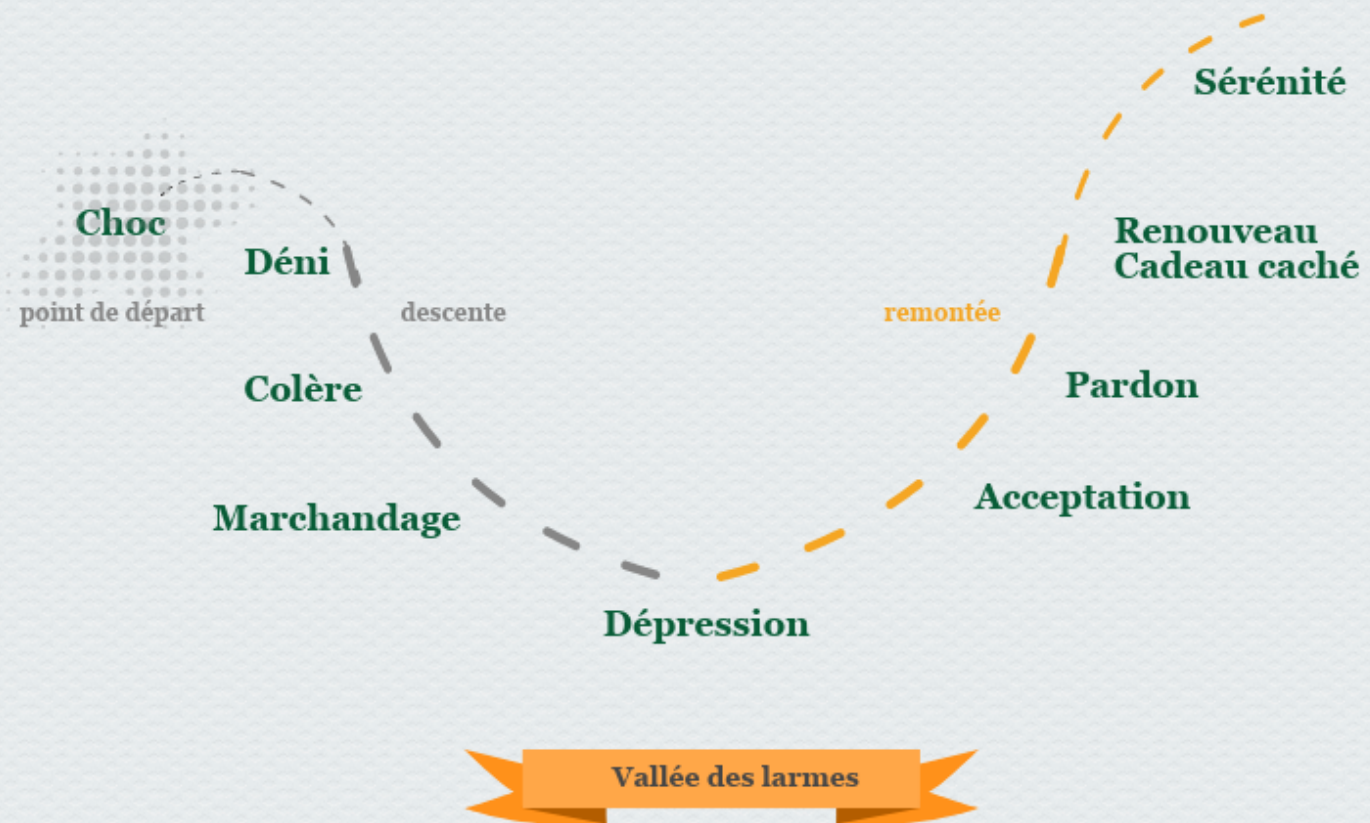 Choc
Déni
point de départ
descente
Colère
Marchandage
Dépression
Acceptation
Pardon
remontée
Renouveau
Cadeau caché
Sérénité
Vallée des larmes